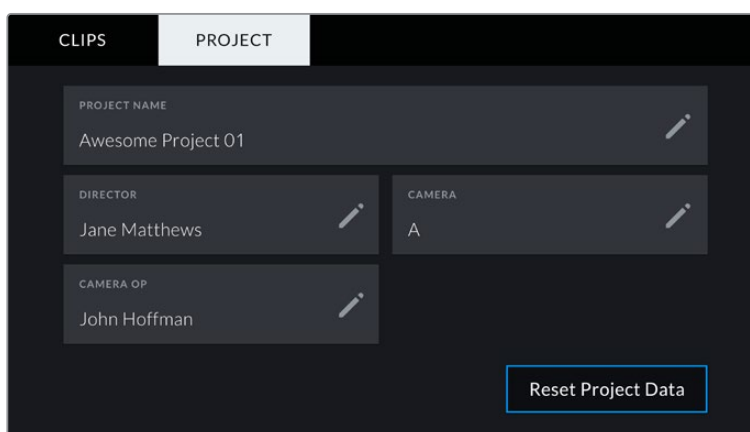 CLIPS PROJECT
PROJECT NAME
Awesome Project 01
DIRECTOR
Jane Matthews
CAMERA
A
CAMERA OP
John Hoffman
Reset Project Data